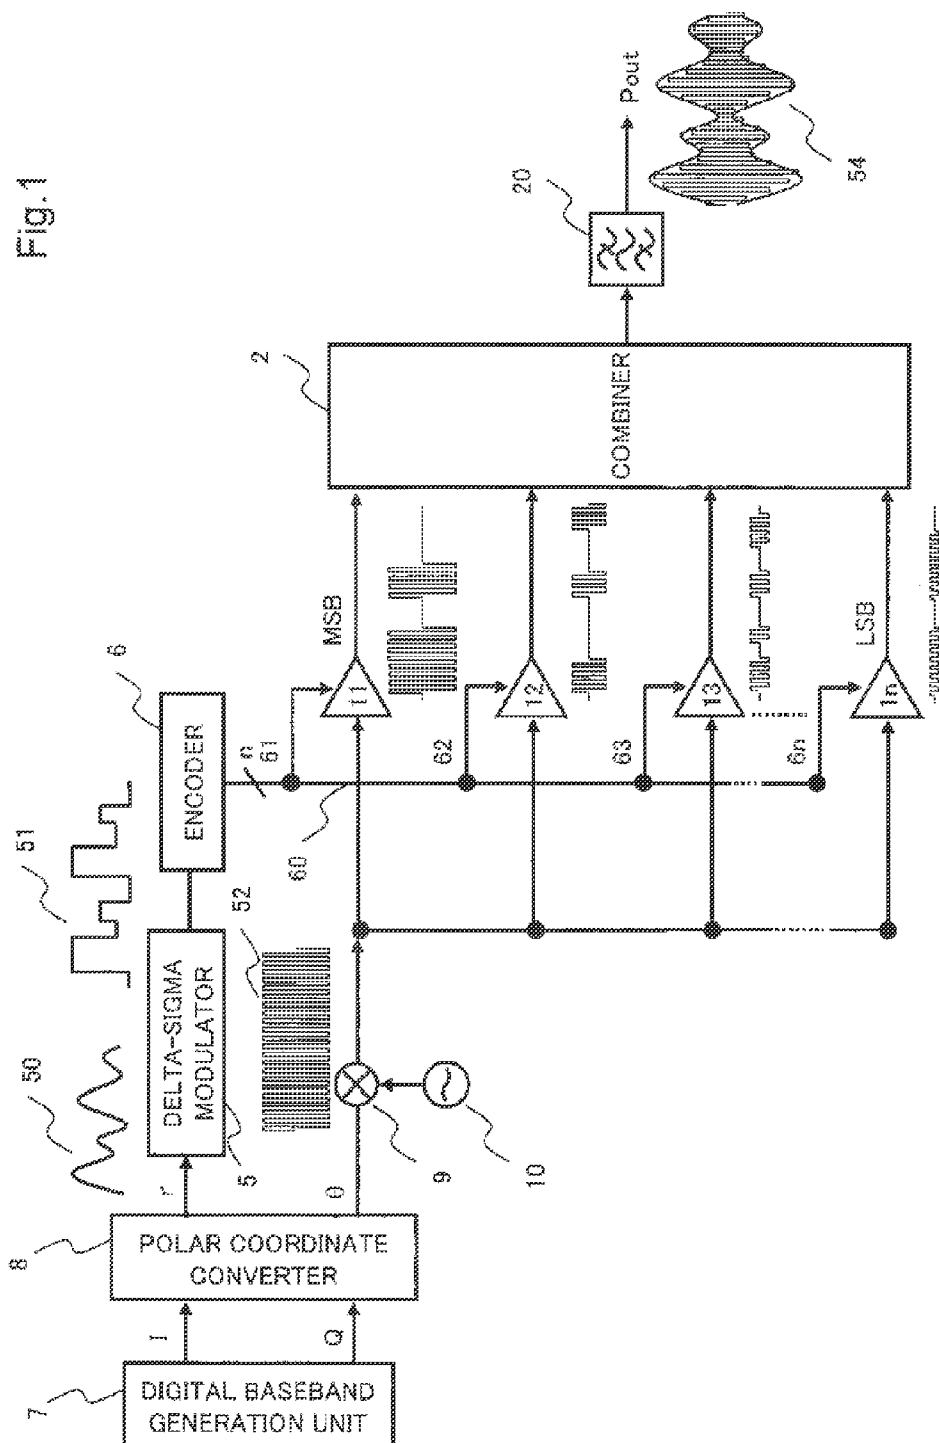 Fig.1
7
DIGITAL BASEBAND
GENERATION UNIT
I
Q
8
POLAR COORDINATE
CONVERTER
r
θ
50
5
DELTA-SIGMA
MODULATOR
51
52
9
10
6
ENCODER
n
60
61
62
63
6n
11
12
13
1n
MSB
LSB
2
COMBINER
20
Pout
54